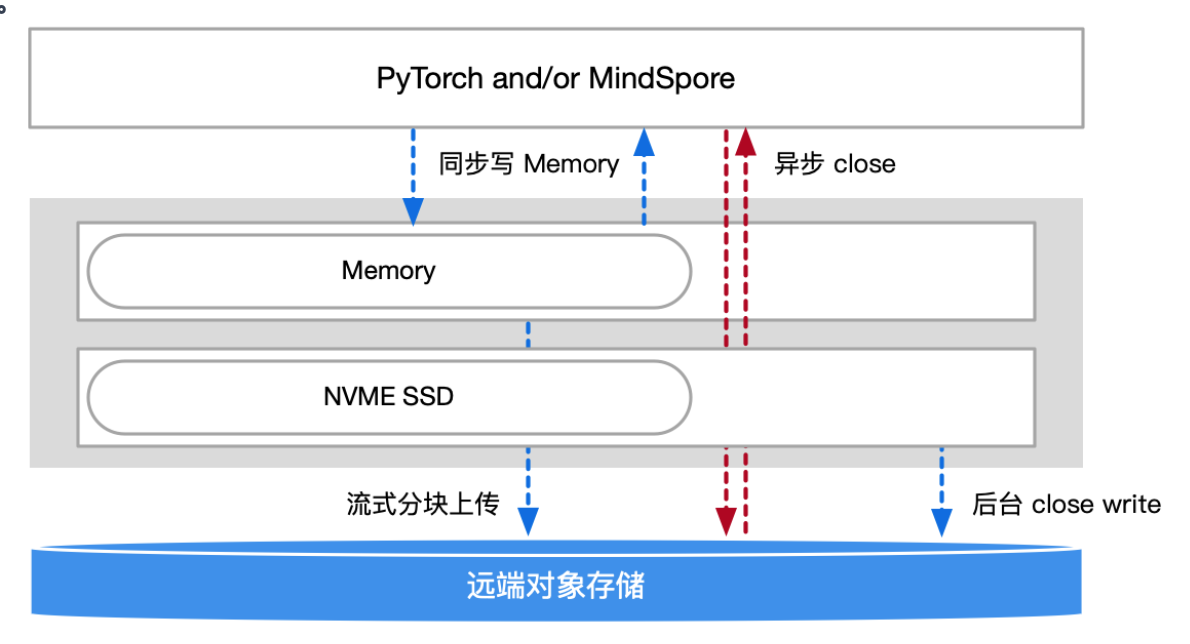 。
PyTorch and/or MindSpore
同步写 Memory
异步 close
Memory
NVME SSD
流式分块上传
后台 close write
远端对象存储